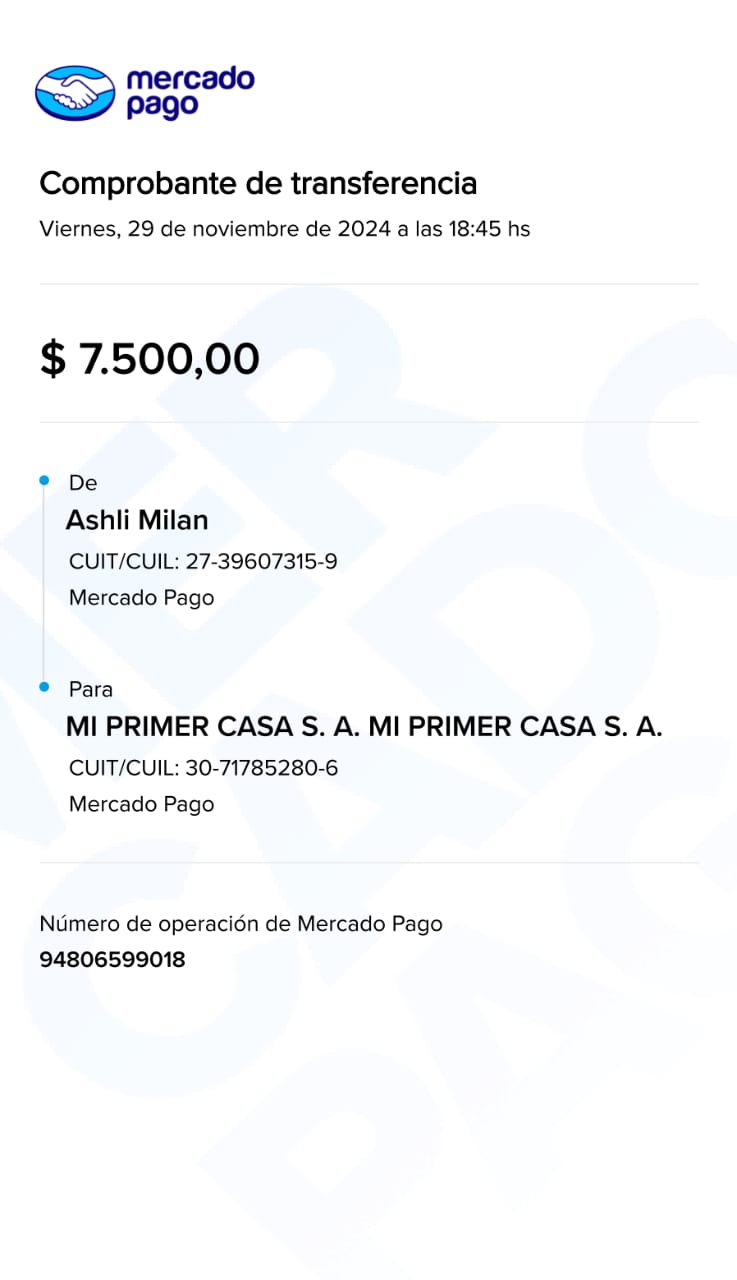 mercado
pago
Comprobante de transferencia
Viernes, 29 de noviembre de 2024 a las 18:45 hs
$ 7.500,00
De
Ashli Milan
CUIT/CUIL: 27-39607315-9
Mercado Pago
Para
MI PRIMER CASA S. A. MI PRIMER CASA S. A.
CUIT/CUIL: 30-71785280-6
Mercado Pago
Número de operación de Mercado Pago
94806599018